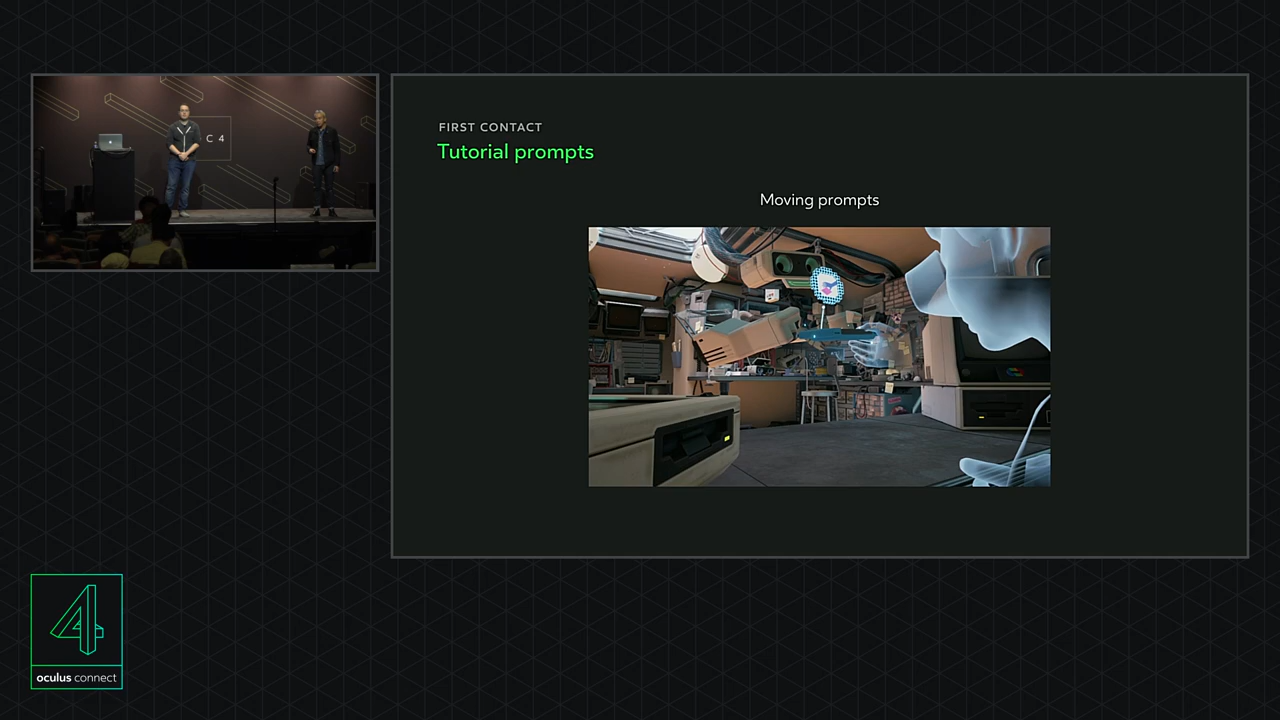 C 4
FIRST CONTACT
Tutorial prompts
Moving prompts
4
oculus connect